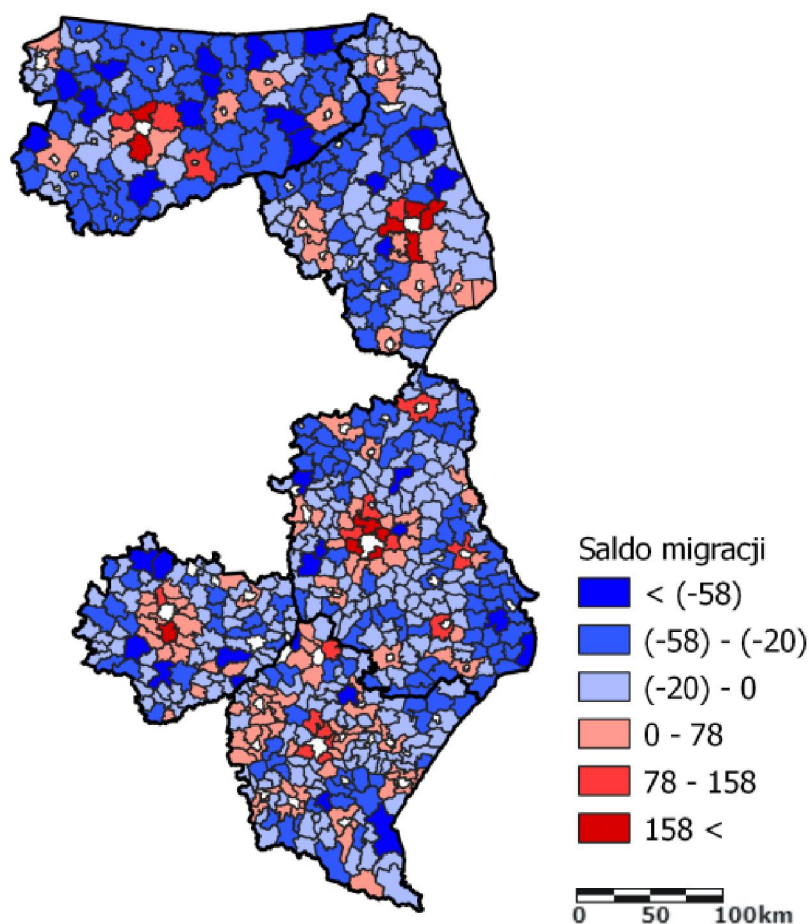 Saldo migracji
< (-58)
(-58) - (-20)
(-20) - 0
0 - 78
78 - 158
158 <
0 50 100km